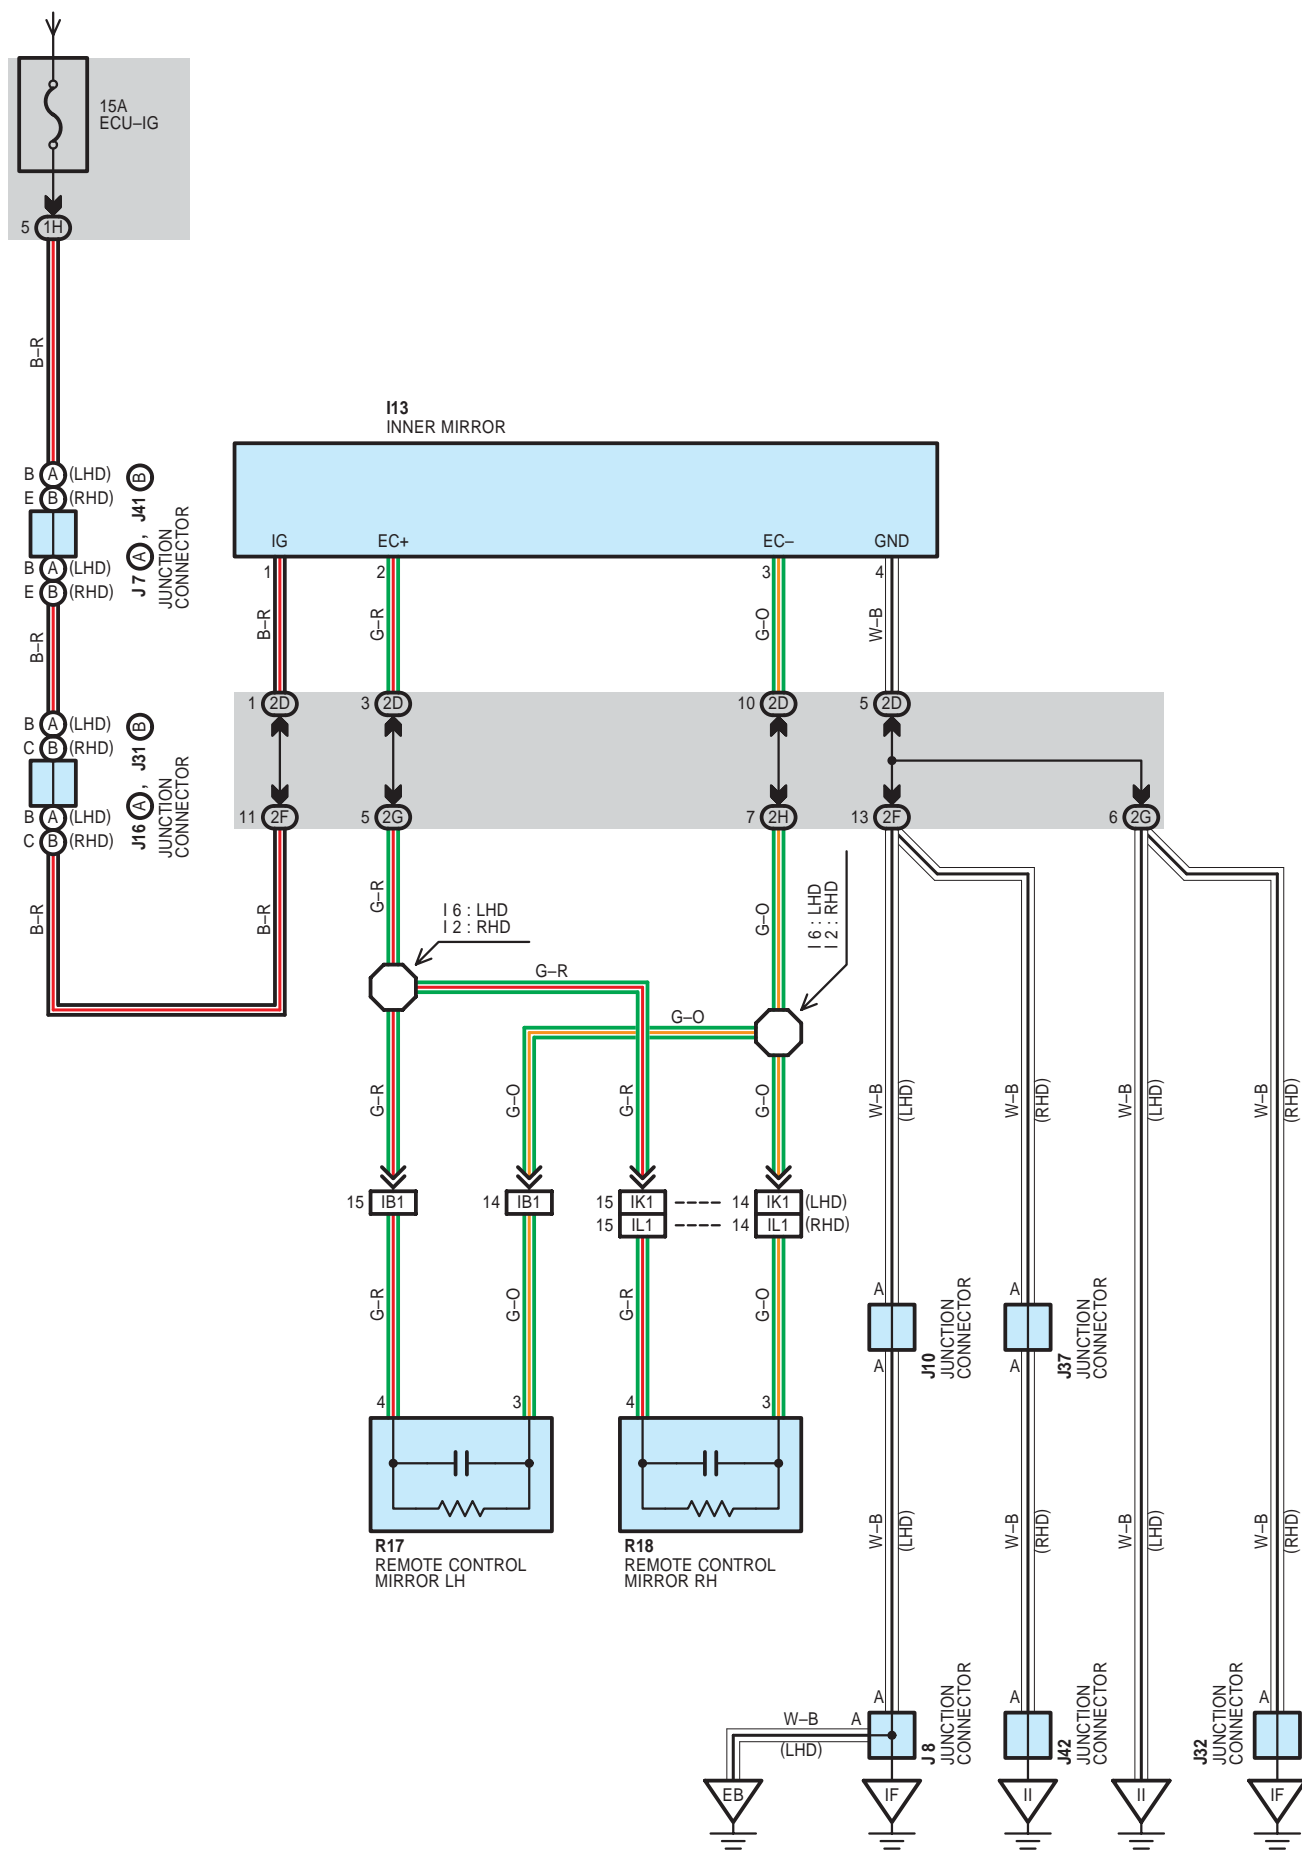 15A
ECU–IG
5 1H
B–R
I13
INNER MIRROR
B A (LHD)
E B (RHD)
B A (LHD)
E B (RHD)
J 7 A , J41 B
JUNCTION
CONNECTOR
IG EC+ EC– GND
1 2 3 4
B–R G–R G–O W–B
B–R
1 2D 3 2D 10 2D 5 2D
B A (LHD)
C B (RHD)
B A (LHD)
C B (RHD)
J16 A , J31 B
JUNCTION
CONNECTOR
11 2F 5 2G 7 2H 13 2F 6 2G
B–R B–R G–R G–O
I 6 : LHD
I 2 : RHD
I 6 : LHD
I 2 : RHD
G–R
G–O
G–R G–O G–R G–O
W–B (LHD) W–B (RHD) W–B (LHD) W–B (RHD)
15 IB1 14 IB1 15 IK1 14 IK1 (LHD)
15 IL1 14 IL1 (RHD)
G–R G–O G–R G–O
A A
J10
JUNCTION
CONNECTOR
J37
JUNCTION
CONNECTOR
A A
4 3 4 3
R17
REMOTE CONTROL
MIRROR LH
R18
REMOTE CONTROL
MIRROR RH
W–B (LHD) W–B (RHD) W–B (LHD) W–B (RHD)
A A A
W–B A
(LHD)
J 8
JUNCTION
CONNECTOR
J42
JUNCTION
CONNECTOR
J32
JUNCTION
CONNECTOR
EB IF II II IF